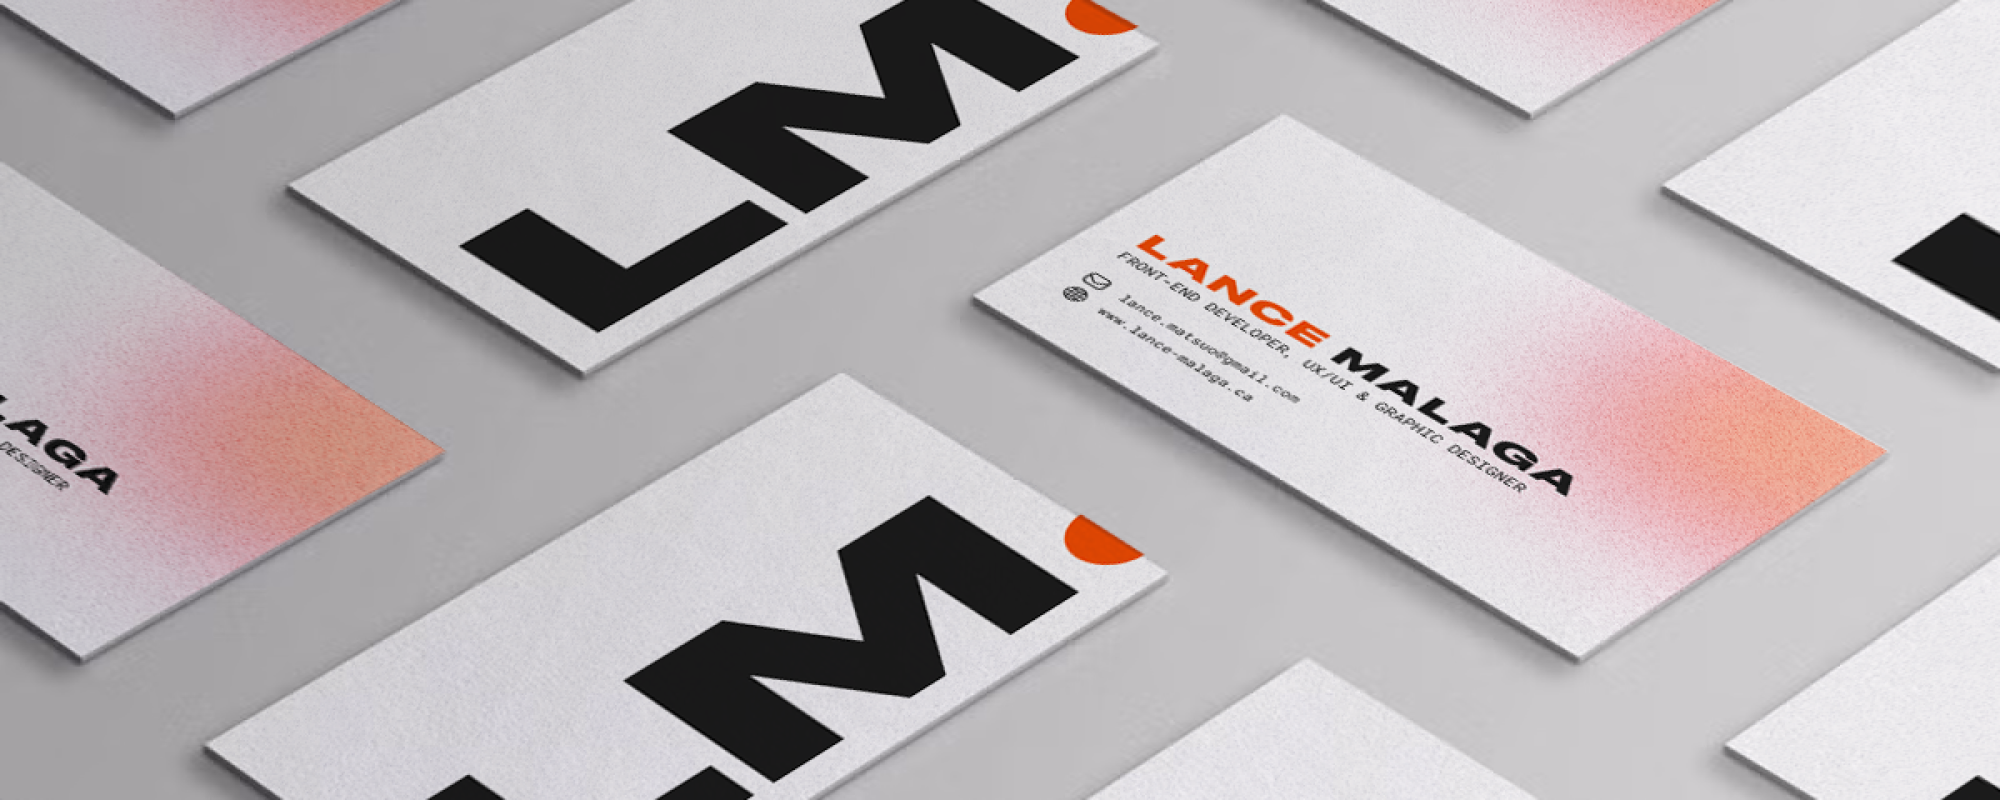 LM
LANCE MALAGA
FRONT-END DEVELOPER, UX/UI & GRAPHIC DESIGNER
lance.matsuo@gmail.com
www.lance-malaga.ca
LAGA
DESIGNER
LM